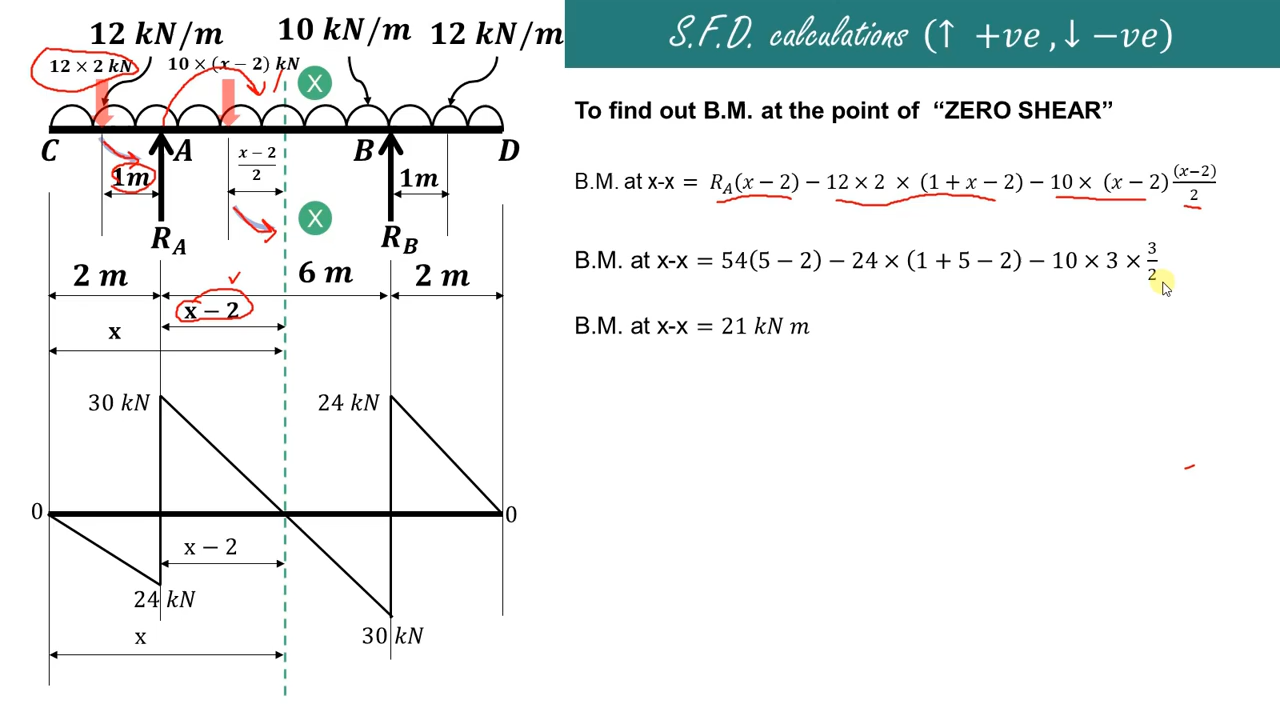 S.F.D. calculations (↑ +ve ,↓ −ve)
12 kN/m 10 kN/m 12 kN/m
12 × 2 kN 10 × (x − 2) kN
X
C A B D
1m
x − 2
2
1m
X
R_A R_B
2 m 6 m 2 m
x − 2
x
30 kN 24 kN
0 0
x − 2
24 kN
x 30 kN
To find out B.M. at the point of “ZERO SHEAR”
B.M. at x-x = R_A(x − 2) − 12 × 2 × (1 + x − 2) − 10 × (x − 2) (x−2)/2
B.M. at x-x = 54(5 − 2) − 24 × (1 + 5 − 2) − 10 × 3 × 3/2
B.M. at x-x = 21 kN m